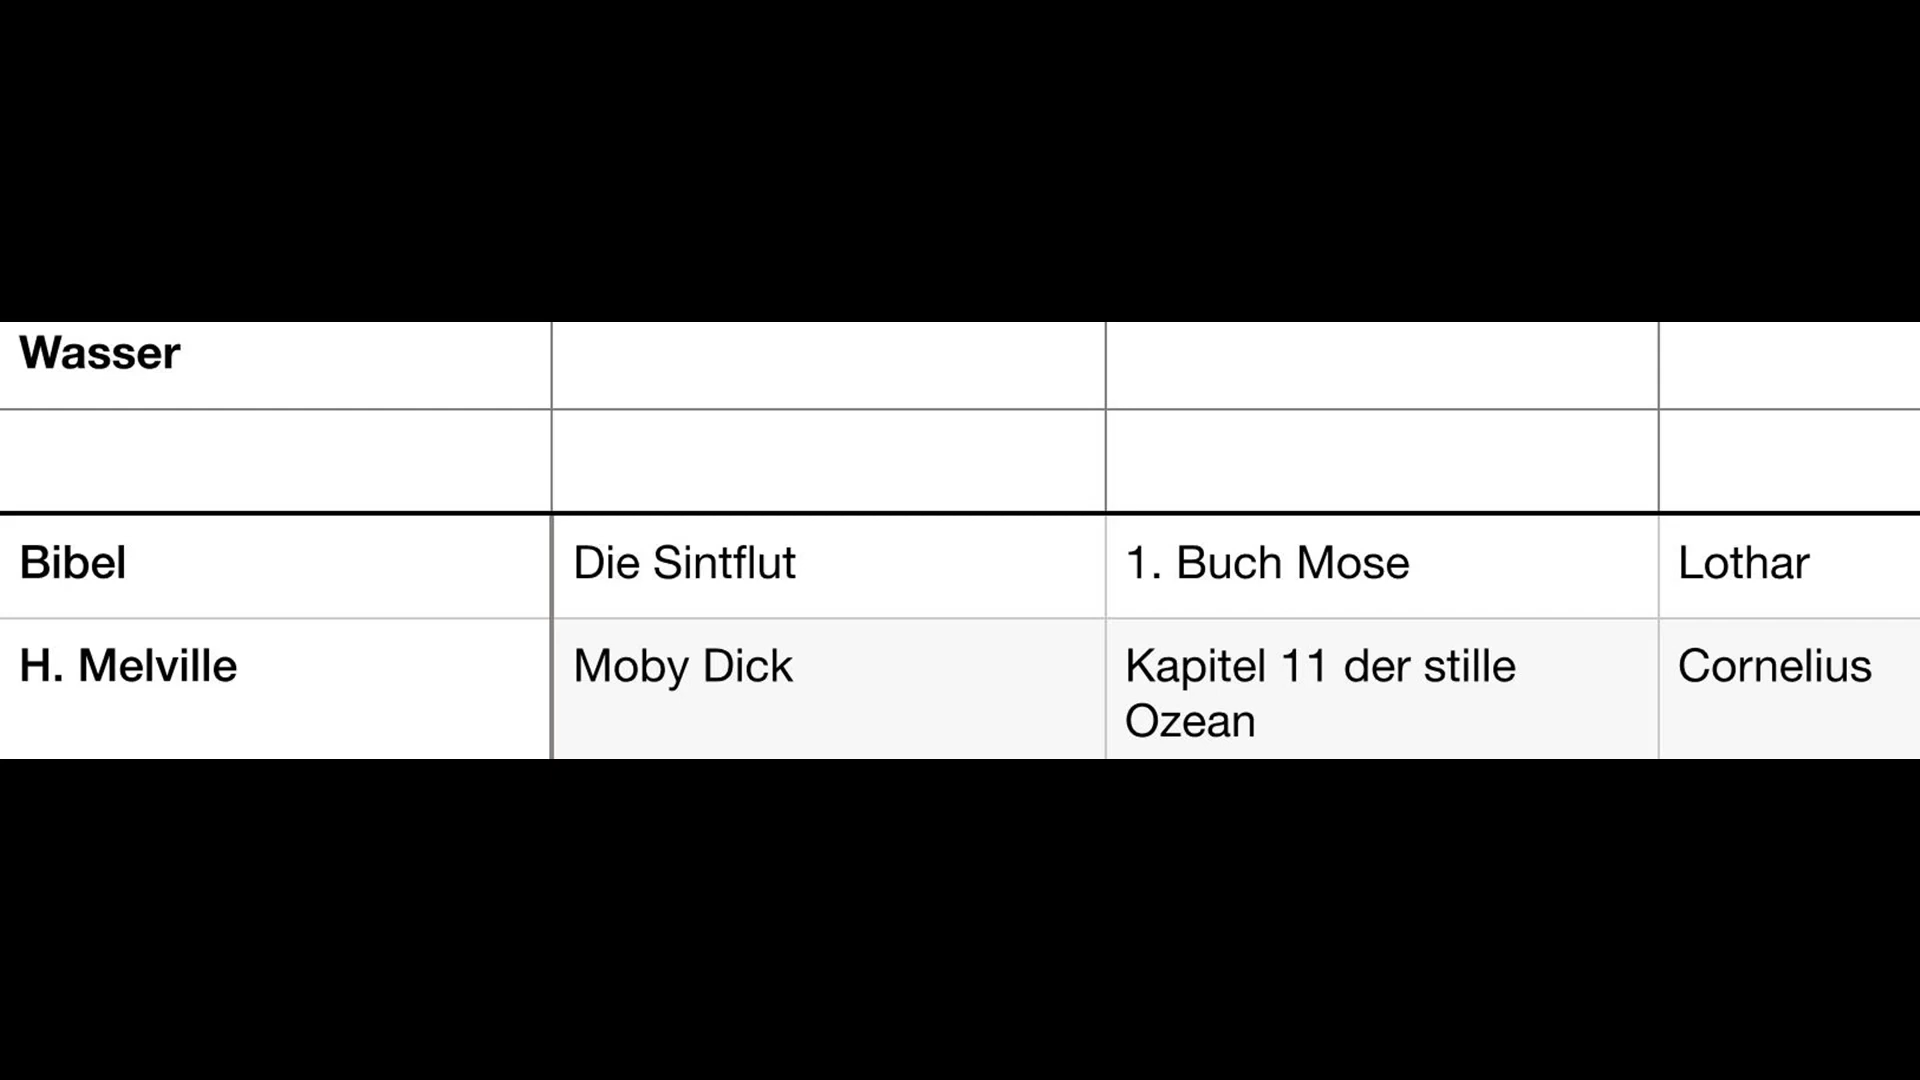 Wasser
Bibel Die Sintflut 1. Buch Mose Lothar
H. Melville Moby Dick Kapitel 11 der stille Cornelius
Ozean